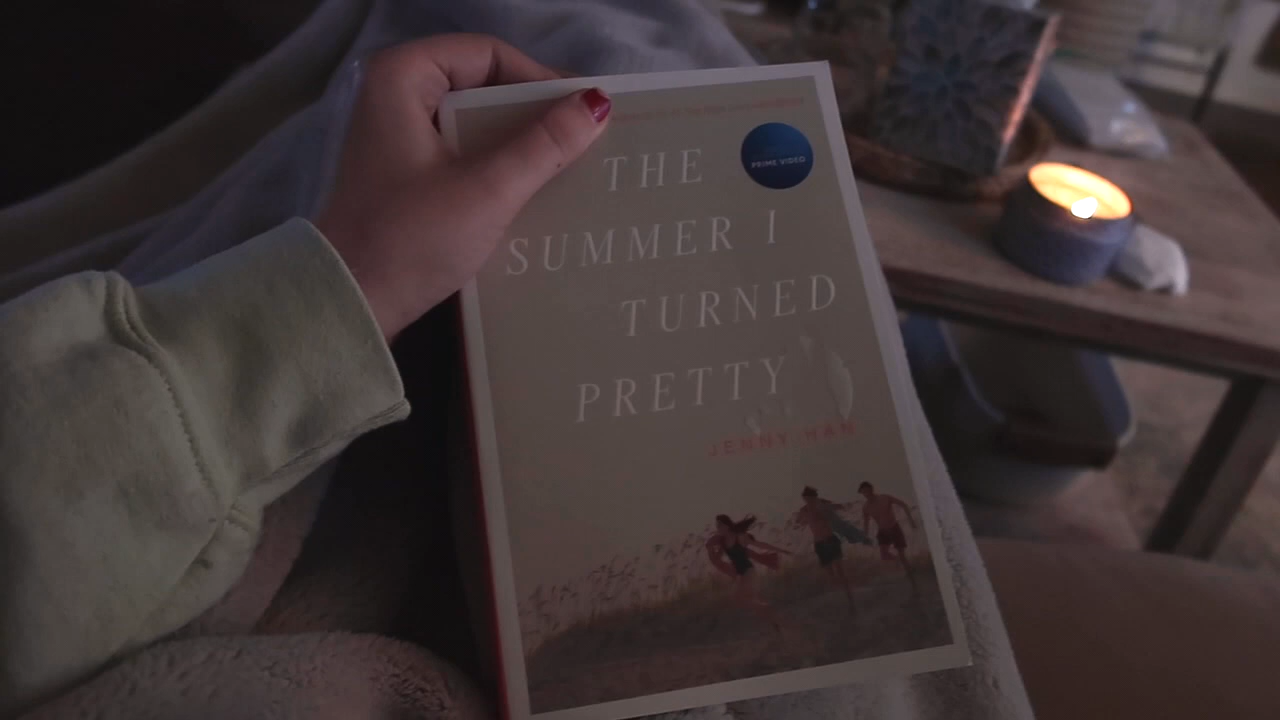 PRIME VIDEO
THE
SUMMER I
TURNED
PRETTY
JENNY HAN